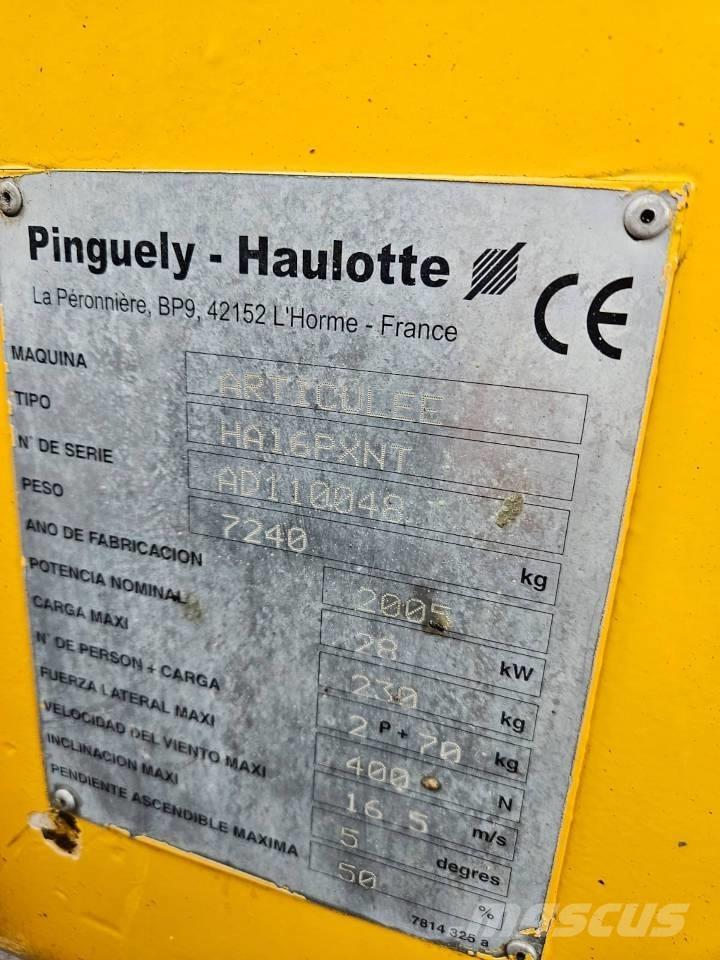 Pinguely - Haulotte
CE
La Péronnière, BP9, 42152 L'Horme - France
MAQUINA ARTICULEE
TIPO HA16PXNT
N° DE SERIE AD110048
PESO 7240 kg
ANO DE FABRICACION 2005
POTENCIA NOMINAL 28 kW
CARGA MAXI 230 kg
N° DE PERSON + CARGA 2 P + 70 kg
FUERZA LATERAL MAXI 400 N
VELOCIDAD DEL VIENTO MAXI 16 5 m/s
INCLINACION MAXI 5 degres
PENDIENTE ASCENDIBLE MAXIMA 50 %
7814 325 a
mascus